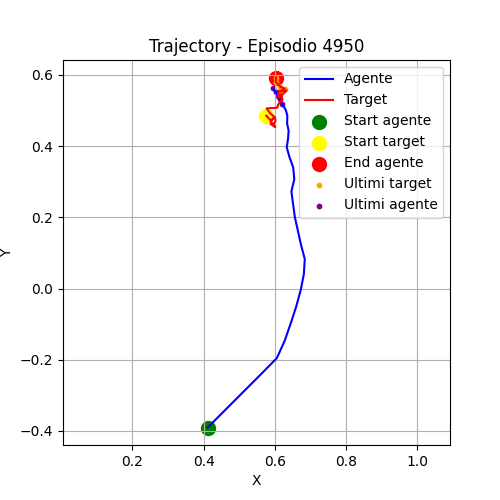 Trajectory - Episodio 4950
Agente
Target
Start agente
Start target
End agente
Ultimi target
Ultimi agente
0.6
0.4
0.2
0.0
−0.2
−0.4
Y
0.2
0.4
0.6
0.8
1.0
X